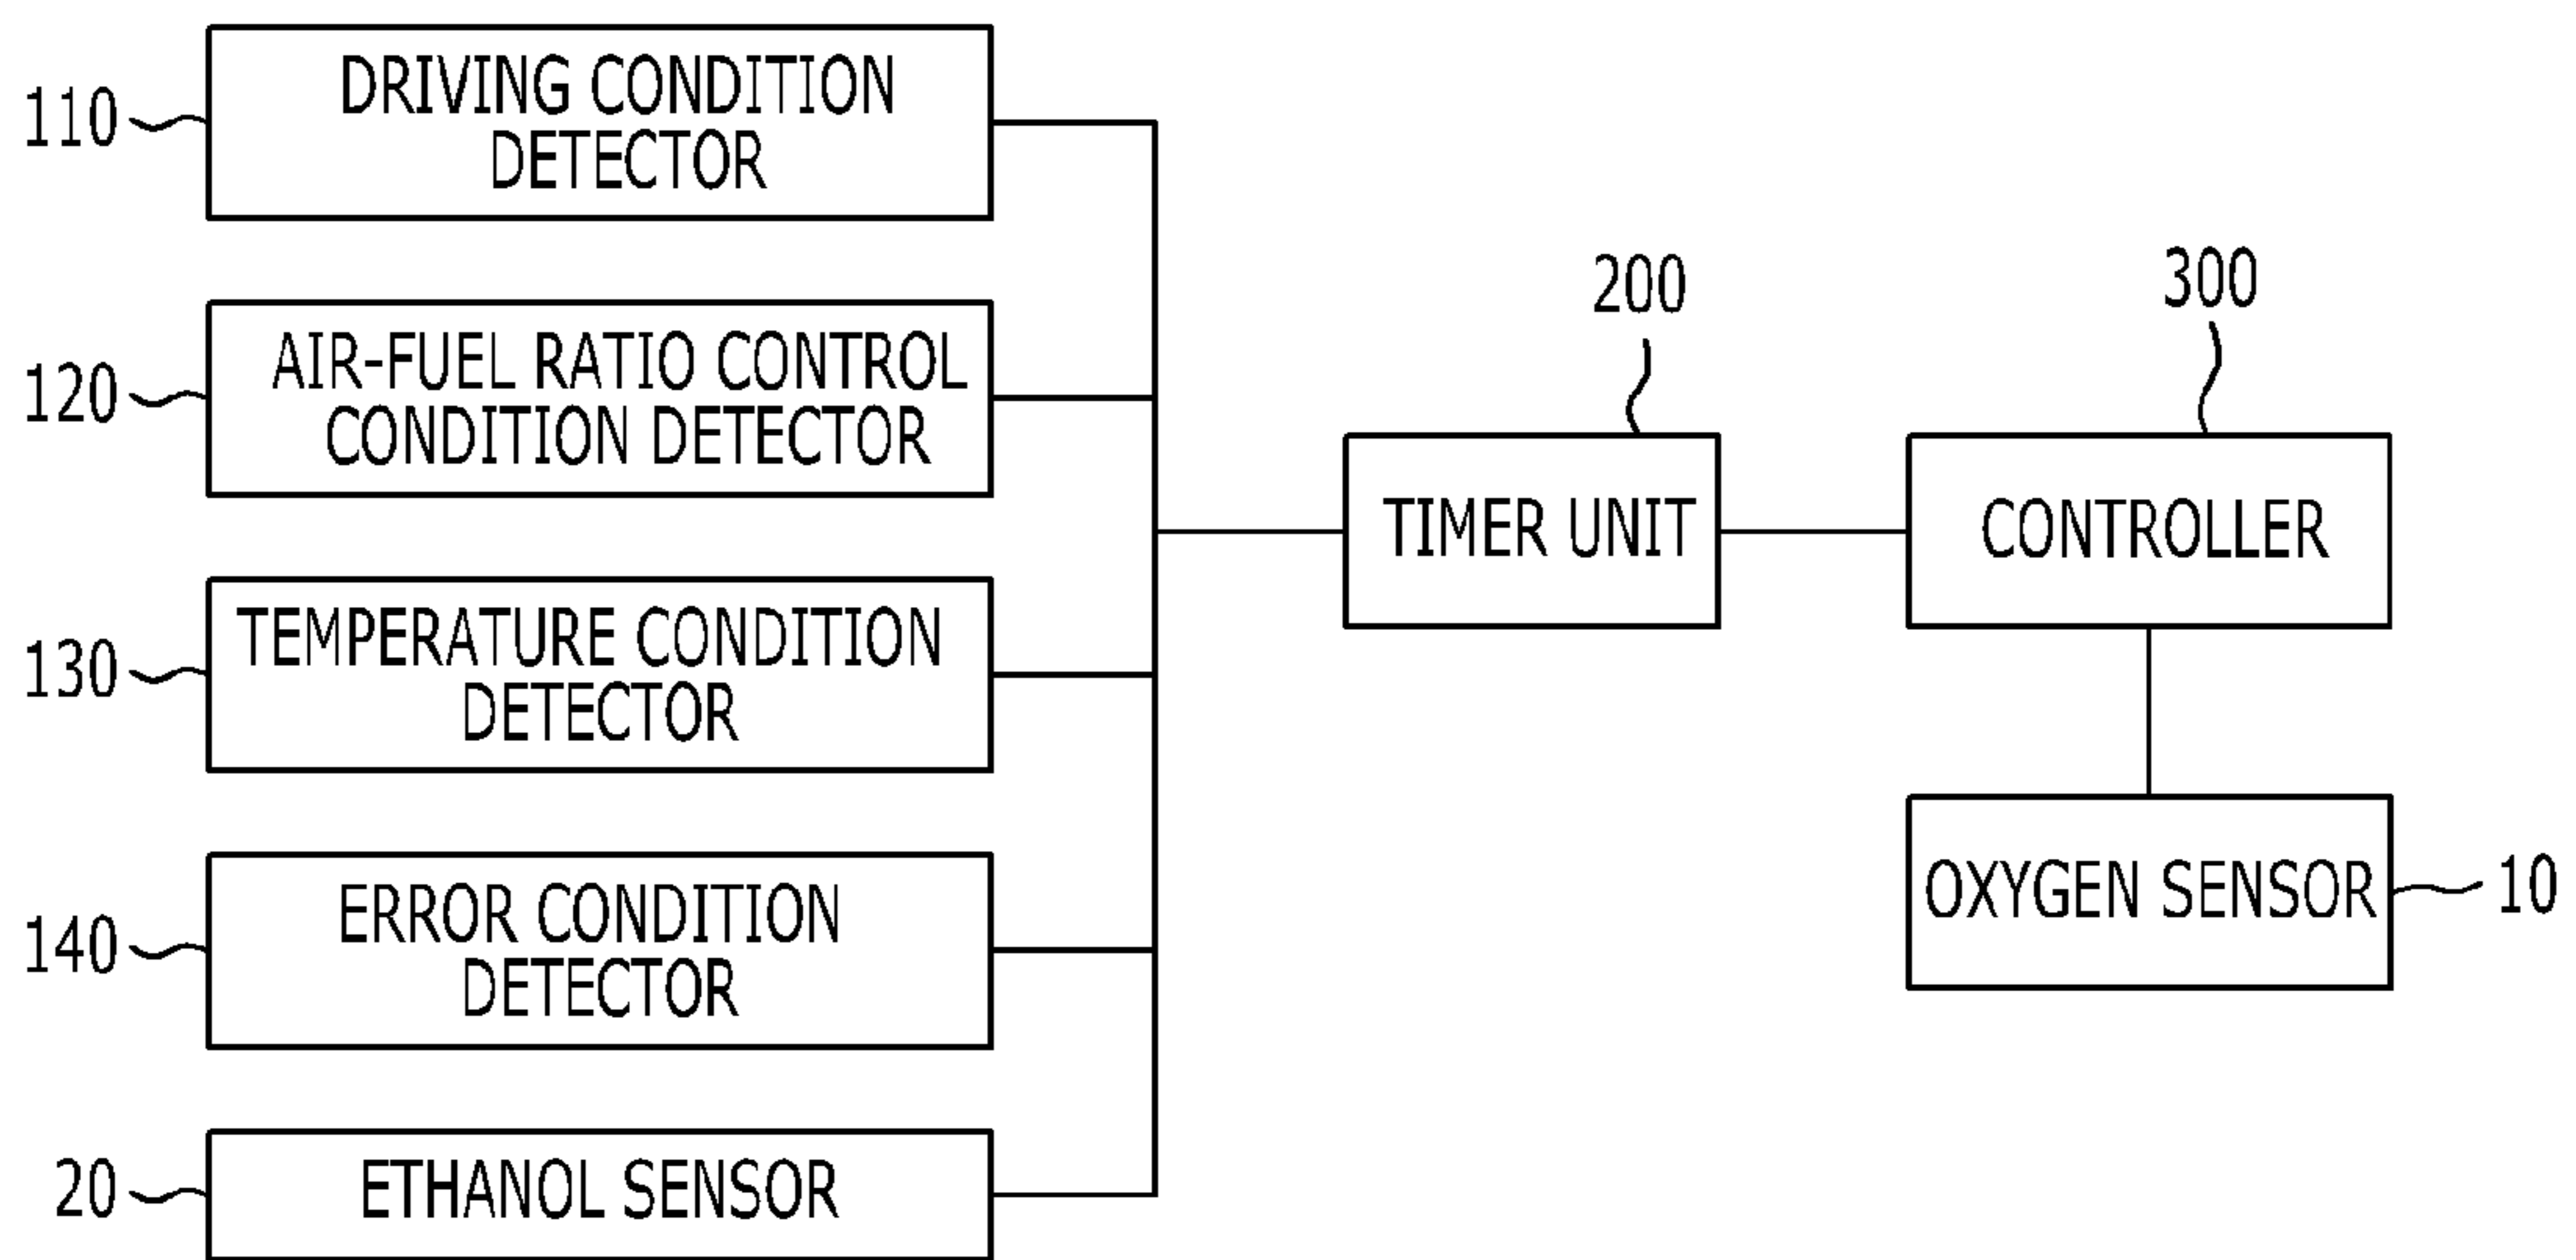 110
DRIVING CONDITION
DETECTOR
120
AIR-FUEL RATIO CONTROL
CONDITION DETECTOR
130
TEMPERATURE CONDITION
DETECTOR
140
ERROR CONDITION
DETECTOR
20
ETHANOL SENSOR
200
TIMER UNIT
300
CONTROLLER
OXYGEN SENSOR
10